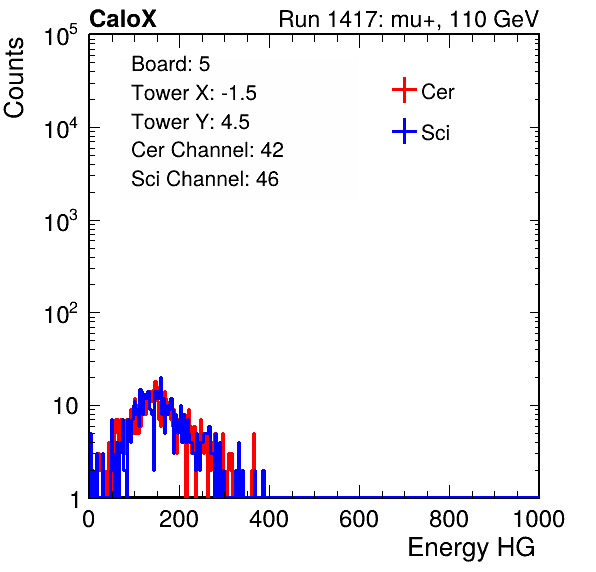 CaloX Run 1417: mu+, 110 GeV
Counts
Board: 5
Tower X: -1.5
Tower Y: 4.5
Cer Channel: 42
Sci Channel: 46
Cer
Sci
10^5
10^4
10^3
10^2
10
1
0 200 400 600 800 1000
Energy HG